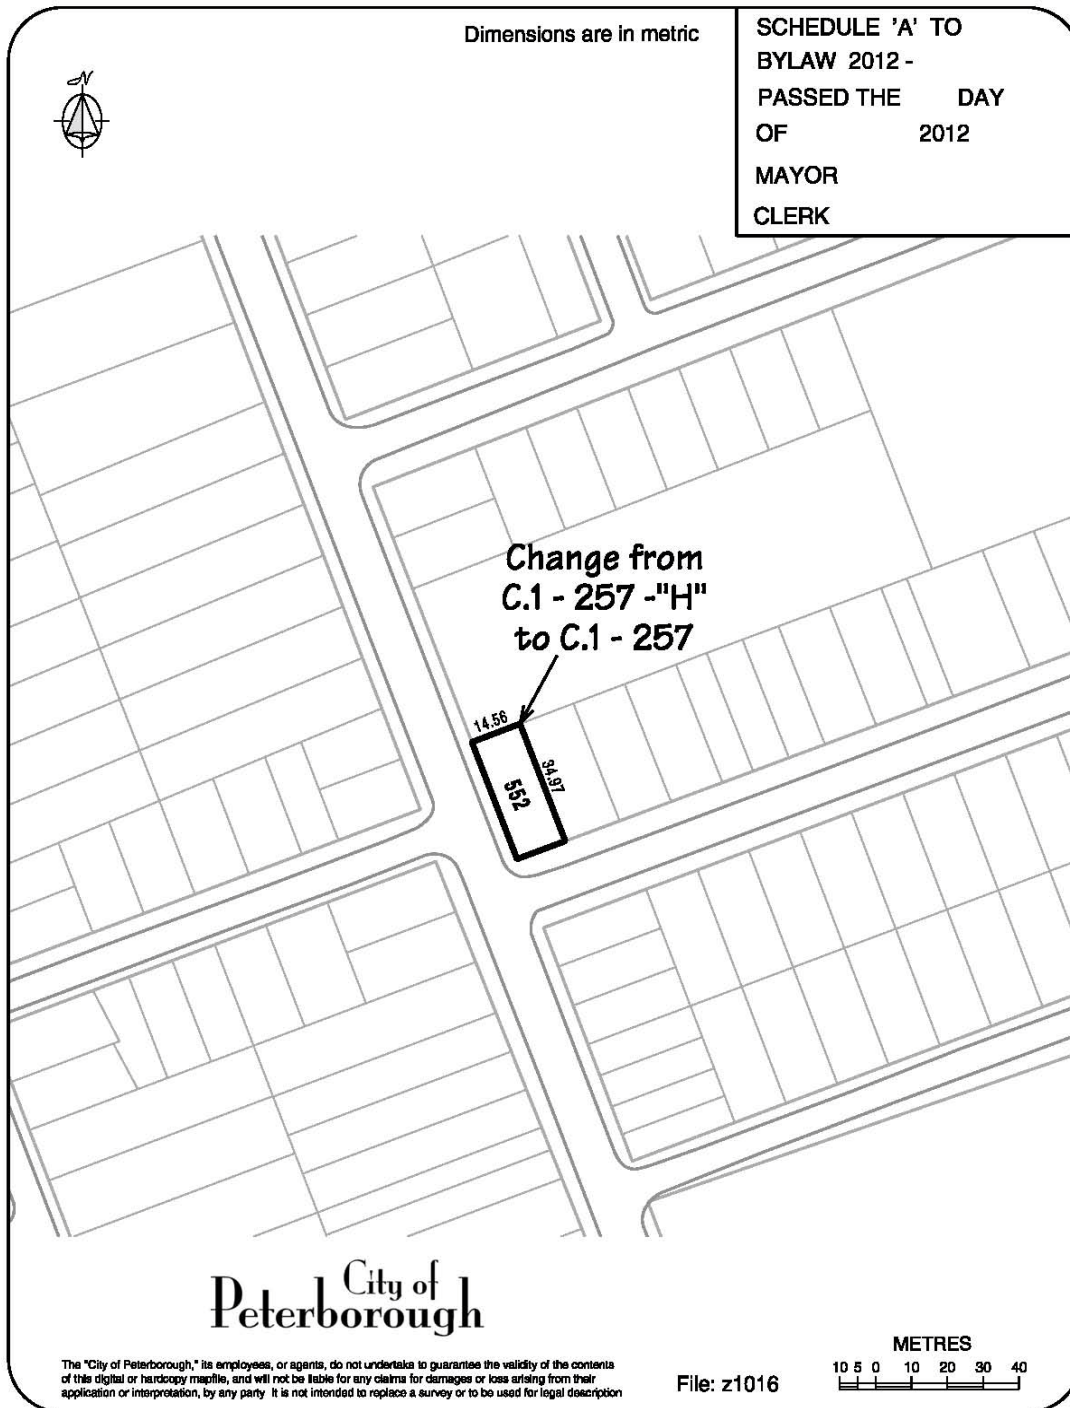 Dimensions are in metric
SCHEDULE 'A' TO
BYLAW 2012 -
PASSED THE DAY
OF 2012
MAYOR
CLERK
N
Change from
C.1 - 257 -"H"
to C.1 - 257
14.56
34.97
552
City of
Peterborough
The "City of Peterborough," its employees, or agents, do not undertake to guarantee the validity of the contents
of this digital or hardcopy mapfile, and will not be liable for any claims for damages or loss arising from their
application or interpretation, by any party It is not intended to replace a survey or to be used for legal description
File: z1016
METRES
10 5 0 10 20 30 40